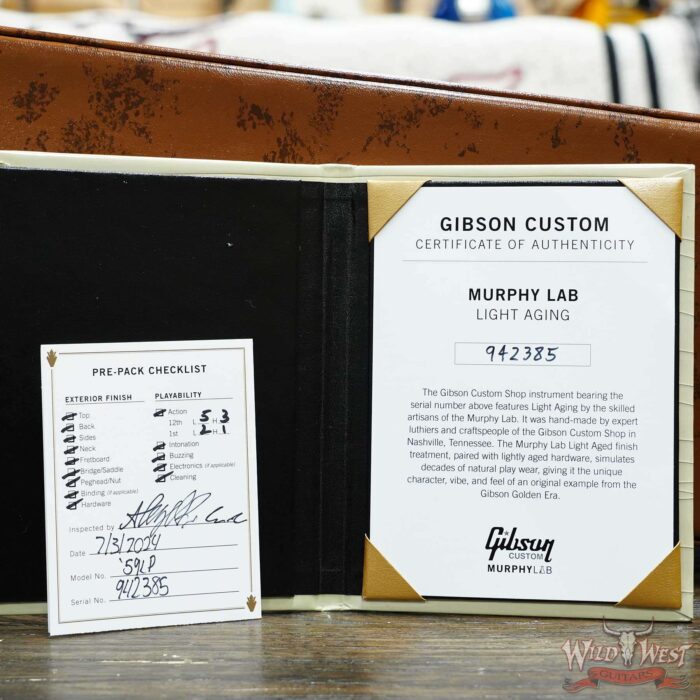 GIBSON CUSTOM
CERTIFICATE OF AUTHENTICITY
MURPHY LAB
LIGHT AGING
942385
The Gibson Custom Shop instrument bearing the
serial number above features Light Aging by the skilled
artisans of the Murphy Lab. It was hand-made by expert
luthiers and craftspeople of the Gibson Custom Shop in
Nashville, Tennessee. The Murphy Lab Light Aged finish
treatment, paired with lightly aged hardware, simulates
decades of natural play wear, giving it the unique
character, vibe, and feel of an original example from the
Gibson Golden Era.
Gibson
CUSTOM
MURPHYLAB
PRE-PACK CHECKLIST
EXTERIOR FINISH
Top
Back
Sides
Neck
Fretboard
Bridge/Saddle
Peghead/Nut
Binding (if applicable)
Hardware
PLAYABILITY
Action
12th L 5 H 3
1st L 2 H 1
Intonation
Buzzing
Electronics (if applicable)
Cleaning
Inspected by
Date 7/3/2024
Model No. '59LP
Serial No. 942385
WILD WEST
GUITARS